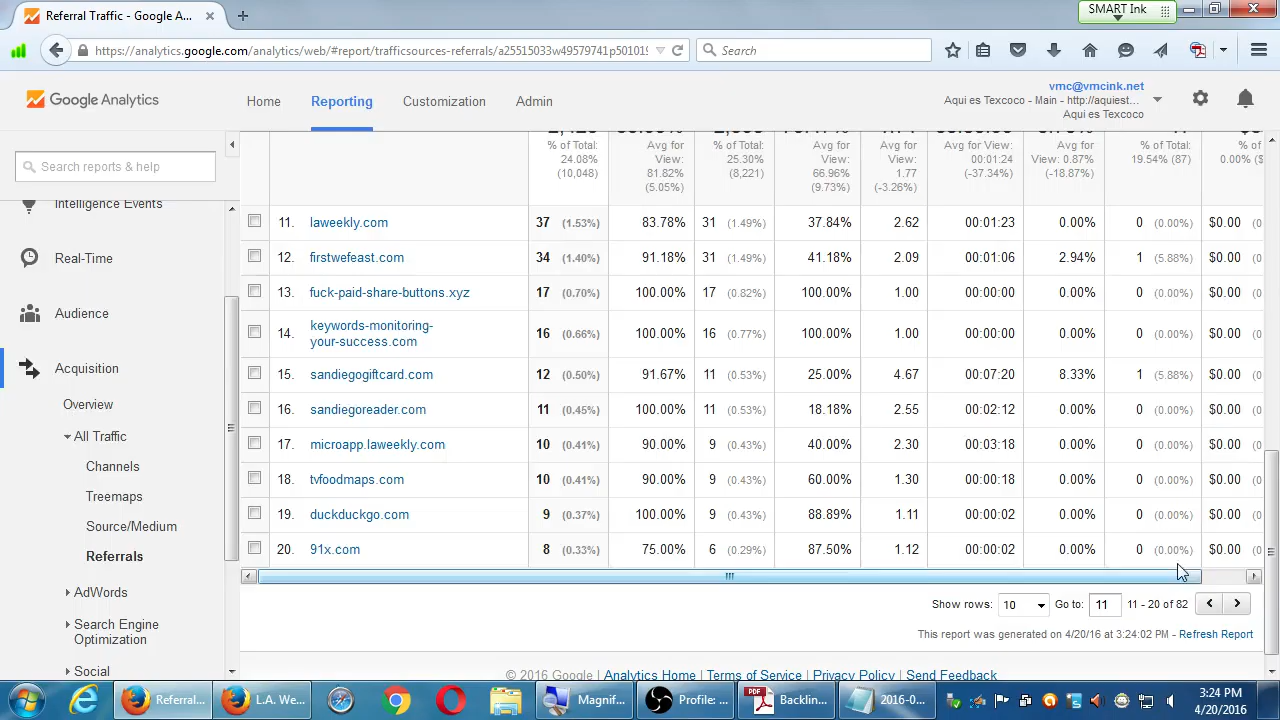 Referral Traffic - Google A...
SMART Ink
https://analytics.google.com/analytics/web/#report/trafficsources-referrals/a25515033w49579741p501019
Search
Google Analytics
Home Reporting Customization Admin
vmc@vmcink.net
Aqui es Texcoco - Main - http://aquiest...
Aqui es Texcoco
Search reports & help
Intelligence Events
Real-Time
Audience
Acquisition
Overview
All Traffic
Channels
Treemaps
Source/Medium
Referrals
AdWords
Search Engine
Optimization
Social
% of Total: Avg for % of Total: Avg for Avg for Avg for View: Avg for % of Total: % of
24.08% View: 25.30% View: View: 00:01:24 View: 0.87% 19.54% (87) 0.00% ($
(10,048) 81.82% (8,221) 66.96% 1.77 (-37.34%) (-18.87%)
(5.05%) (9.73%) (-3.26%)
11. laweekly.com 37 (1.53%) 83.78% 31 (1.49%) 37.84% 2.62 00:01:23 0.00% 0 (0.00%) $0.00 (0
12. firstwefeast.com 34 (1.40%) 91.18% 31 (1.49%) 41.18% 2.09 00:01:06 2.94% 1 (5.88%) $0.00 (0
13. fuck-paid-share-buttons.xyz 17 (0.70%) 100.00% 17 (0.82%) 100.00% 1.00 00:00:00 0.00% 0 (0.00%) $0.00 (0
14. keywords-monitoring-
your-success.com 16 (0.66%) 100.00% 16 (0.77%) 100.00% 1.00 00:00:00 0.00% 0 (0.00%) $0.00 (0
15. sandiegogiftcard.com 12 (0.50%) 91.67% 11 (0.53%) 25.00% 4.67 00:07:20 8.33% 1 (5.88%) $0.00 (0
16. sandiegoreader.com 11 (0.45%) 100.00% 11 (0.53%) 18.18% 2.55 00:02:12 0.00% 0 (0.00%) $0.00 (0
17. microapp.laweekly.com 10 (0.41%) 90.00% 9 (0.43%) 40.00% 2.30 00:03:18 0.00% 0 (0.00%) $0.00 (0
18. tvfoodmaps.com 10 (0.41%) 90.00% 9 (0.43%) 60.00% 1.30 00:00:18 0.00% 0 (0.00%) $0.00 (0
19. duckduckgo.com 9 (0.37%) 100.00% 9 (0.43%) 88.89% 1.11 00:00:02 0.00% 0 (0.00%) $0.00 (0
20. 91x.com 8 (0.33%) 75.00% 6 (0.29%) 87.50% 1.12 00:00:02 0.00% 0 (0.00%) $0.00 (0
Show rows: 10 Go to: 11 11 - 20 of 82
This report was generated on 4/20/16 at 3:24:02 PM - Refresh Report
© 2016 Google | Analytics Home | Terms of Service | Privacy Policy | Send Feedback
Referral... L.A. We... Magnif... Profile: ... PDF Backlin... 2016-0...
3:24 PM
4/20/2016